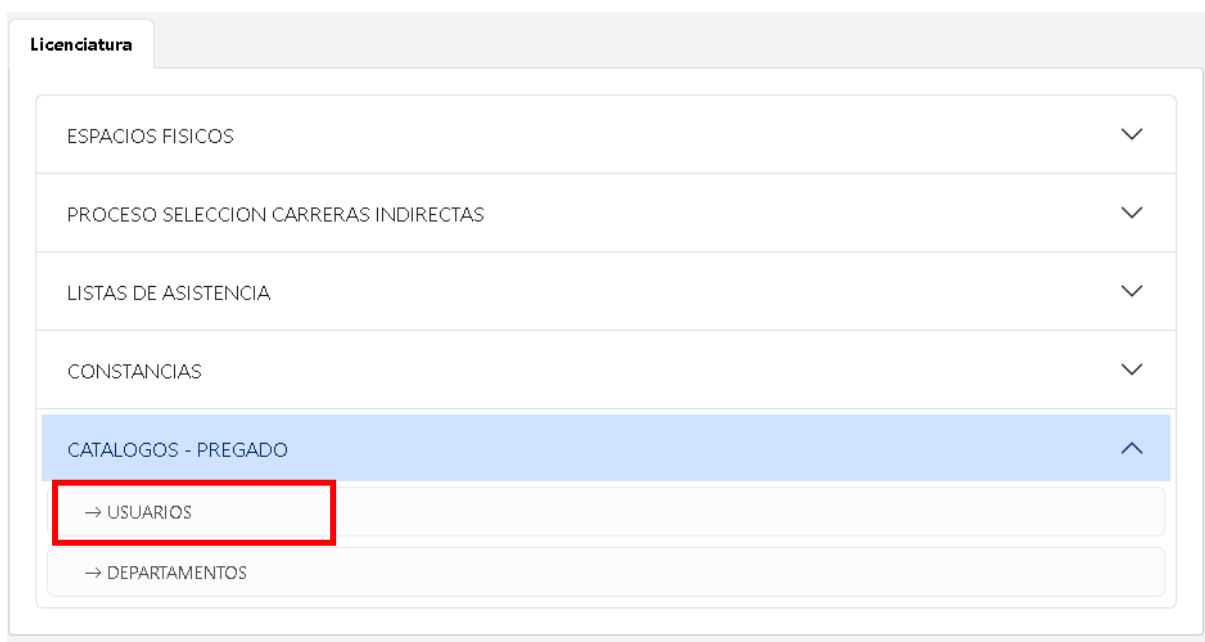 Licenciatura
ESPACIOS FISICOS
PROCESO SELECCION CARRERAS INDIRECTAS
LISTAS DE ASISTENCIA
CONSTANCIAS
CATALOGOS - PREGADO
→ USUARIOS
→ DEPARTAMENTOS